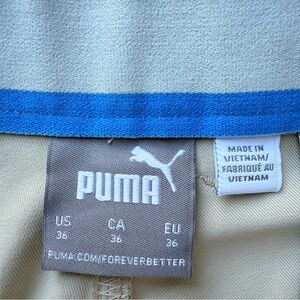 PUMA
US CA EU
36 36 36
PUMA.COM/FOREVERBETTER
MADE IN
VIETNAM/
FABRIQUÉ AU
VIETNAM